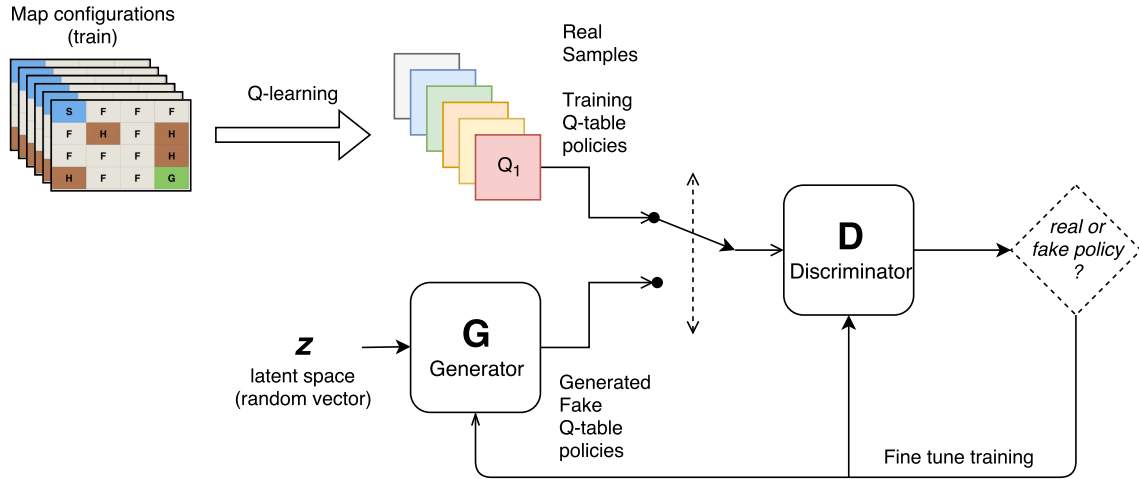 Map configurations
(train)
S F F F
F H F H
F F F H
H F F G
Q-learning
Q1
Real
Samples
Training
Q-table
policies
D
Discriminator
real or
fake policy
?
z
latent space
(random vector)
G
Generator
Generated
Fake
Q-table
policies
Fine tune training